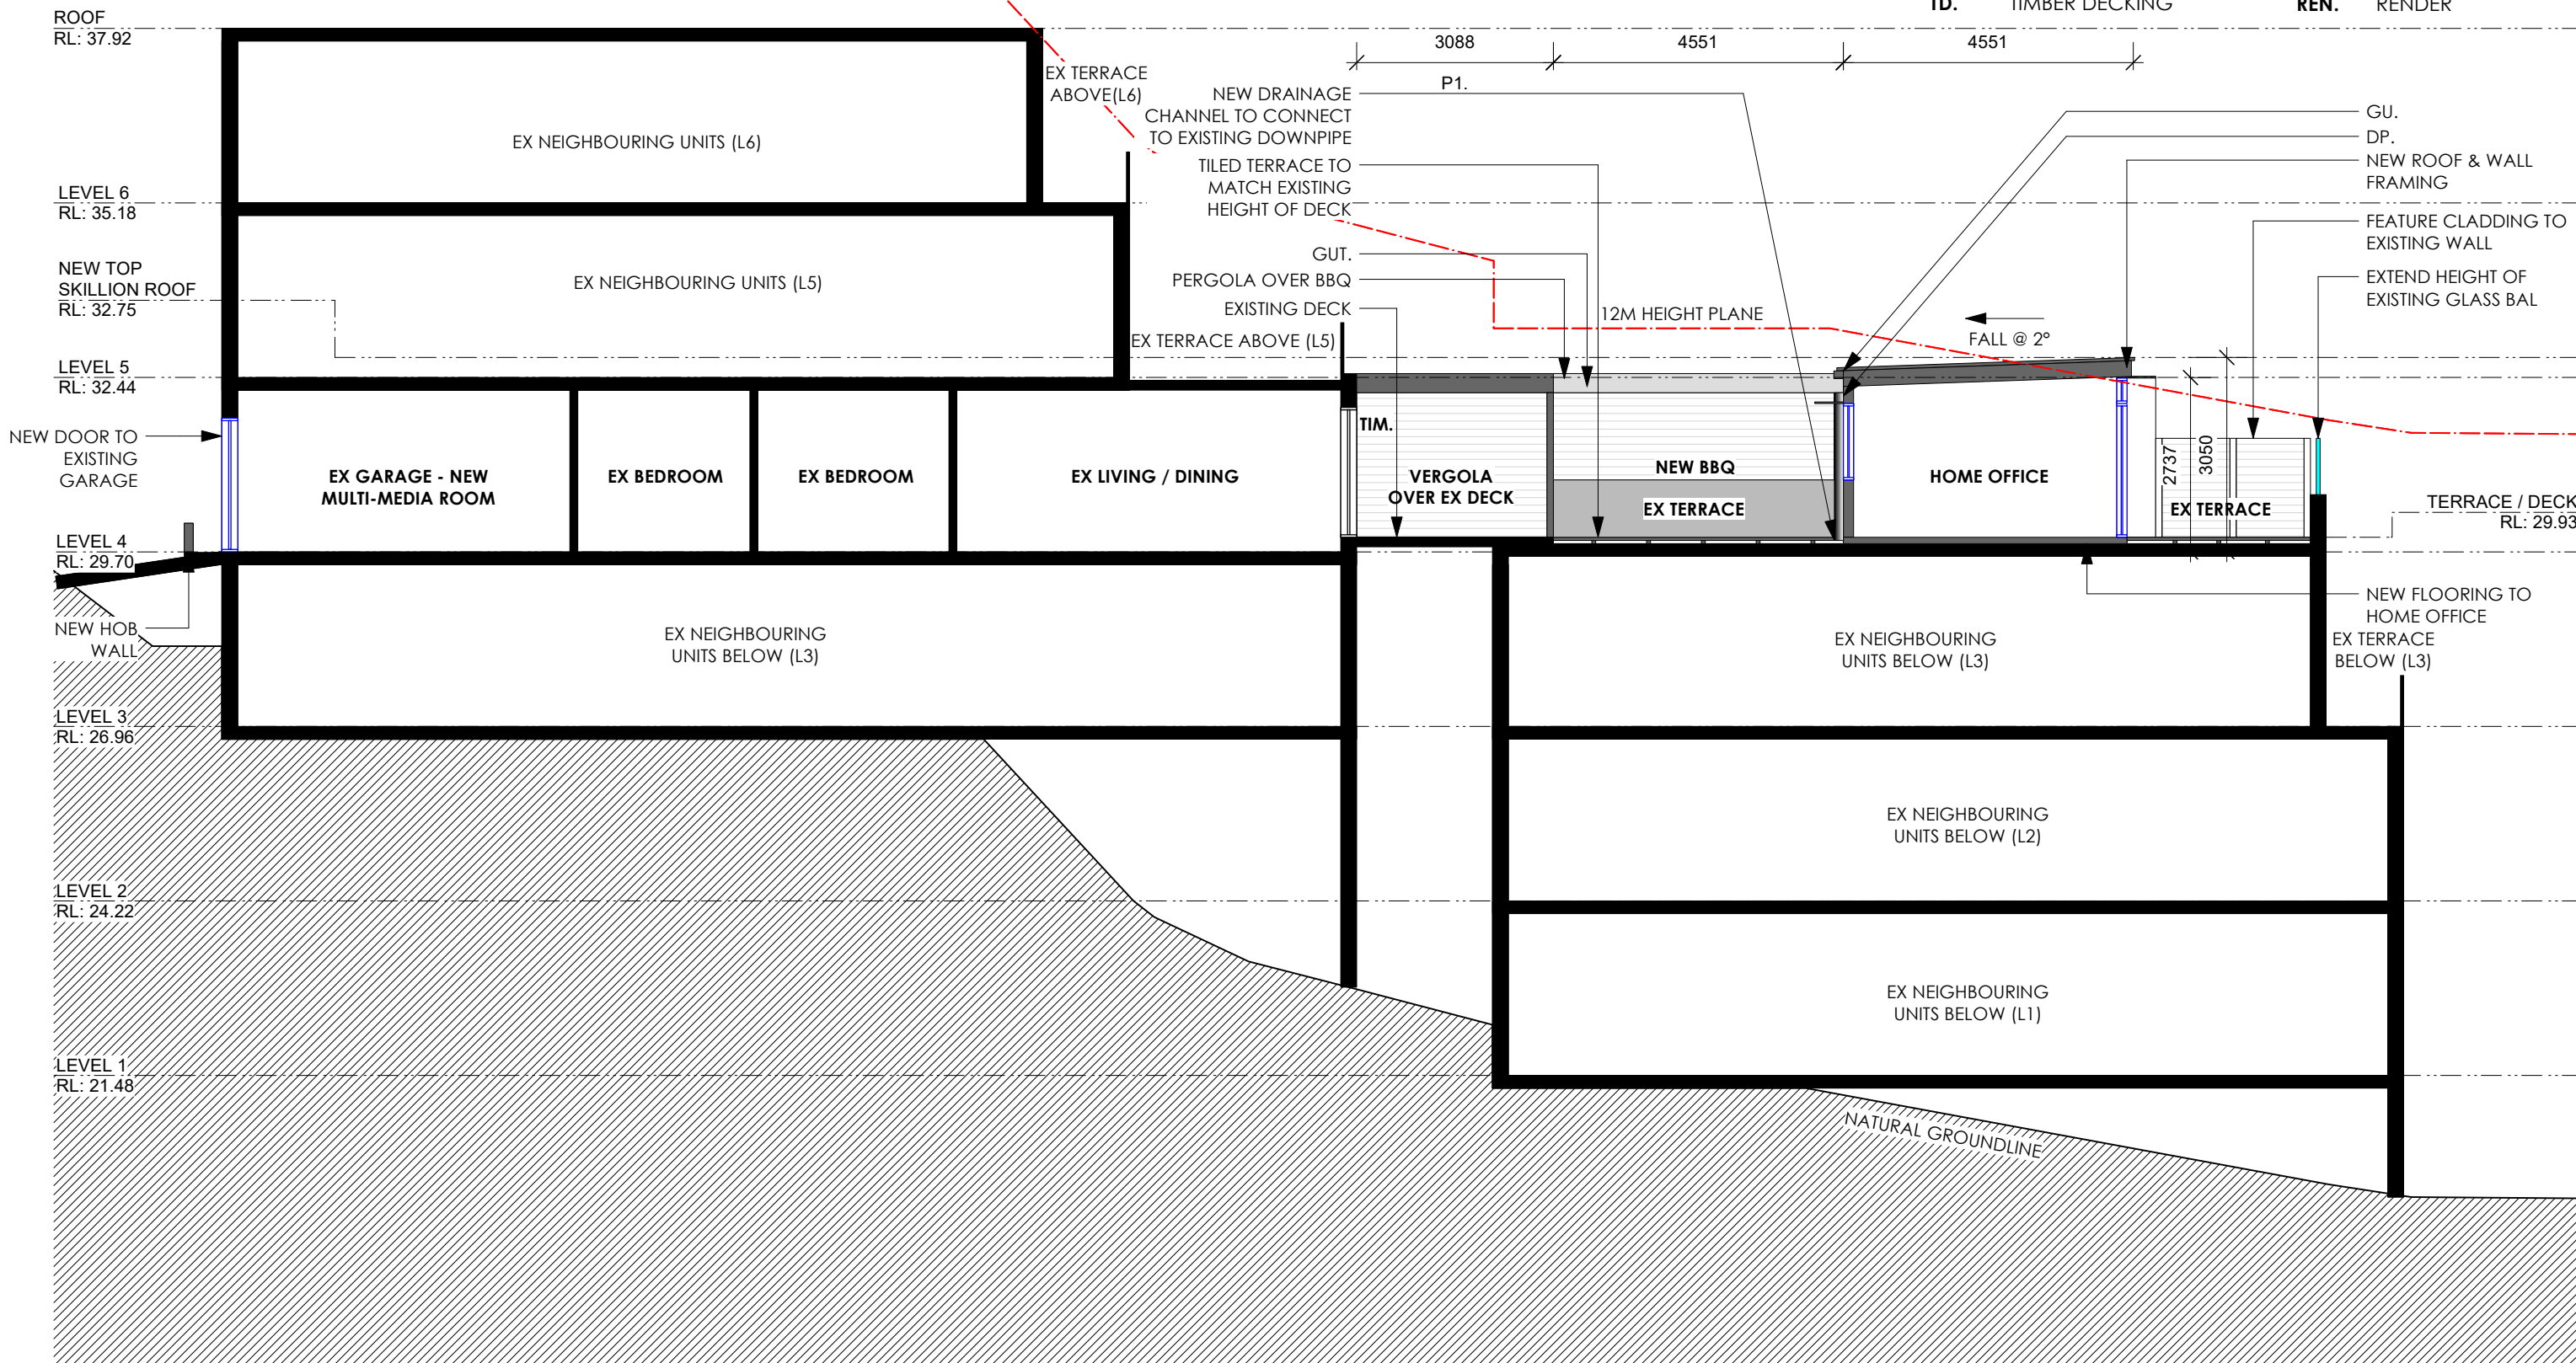 TD. TIMBER DECKING REN. RENDER
ROOF
RL: 37.92
3088 4551 4551
P1.
EX TERRACE
ABOVE(L6)
NEW DRAINAGE
CHANNEL TO CONNECT
TO EXISTING DOWNPIPE
TILED TERRACE TO
MATCH EXISTING
HEIGHT OF DECK
GUT.
PERGOLA OVER BBQ
EXISTING DECK
EX TERRACE ABOVE (L5)
GU.
DP.
NEW ROOF & WALL
FRAMING
FEATURE CLADDING TO
EXISTING WALL
EXTEND HEIGHT OF
EXISTING GLASS BAL
12M HEIGHT PLANE
FALL @ 2°
EX NEIGHBOURING UNITS (L6)
LEVEL 6
RL: 35.18
EX NEIGHBOURING UNITS (L5)
NEW TOP
SKILLION ROOF
RL: 32.75
LEVEL 5
RL: 32.44
NEW DOOR TO
EXISTING
GARAGE
EX GARAGE - NEW
MULTI-MEDIA ROOM
EX BEDROOM
EX BEDROOM
EX LIVING / DINING
TIM.
VERGOLA
OVER EX DECK
NEW BBQ
EX TERRACE
HOME OFFICE
2737
3050
EX TERRACE
TERRACE / DECK
RL: 29.93
LEVEL 4
RL: 29.70
NEW HOB
WALL
EX NEIGHBOURING
UNITS BELOW (L3)
EX NEIGHBOURING
UNITS BELOW (L3)
NEW FLOORING TO
HOME OFFICE
EX TERRACE
BELOW (L3)
LEVEL 3
RL: 26.96
EX NEIGHBOURING
UNITS BELOW (L2)
LEVEL 2
RL: 24.22
EX NEIGHBOURING
UNITS BELOW (L1)
LEVEL 1
RL: 21.48
NATURAL GROUNDLINE